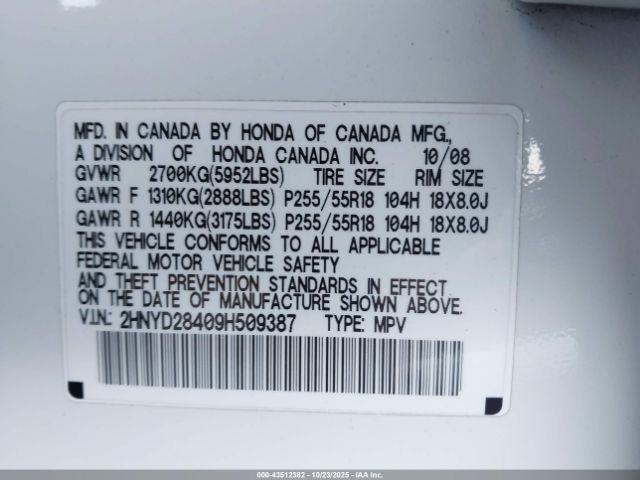 MFD. IN CANADA BY HONDA OF CANADA MFG.,
A DIVISION OF HONDA CANADA INC. 10/08
GVWR 2700KG(5952LBS) TIRE SIZE RIM SIZE
GAWR F 1310KG(2888LBS) P255/55R18 104H 18X8.0J
GAWR R 1440KG(3175LBS) P255/55R18 104H 18X8.0J
THIS VEHICLE CONFORMS TO ALL APPLICABLE
FEDERAL MOTOR VEHICLE SAFETY
AND THEFT PREVENTION STANDARDS IN EFFECT
ON THE DATE OF MANUFACTURE SHOWN ABOVE.
V.I.N.: 2HNYD28409H509387 TYPE: MPV
000-43512382 - 10/23/2025 - IAA Inc.